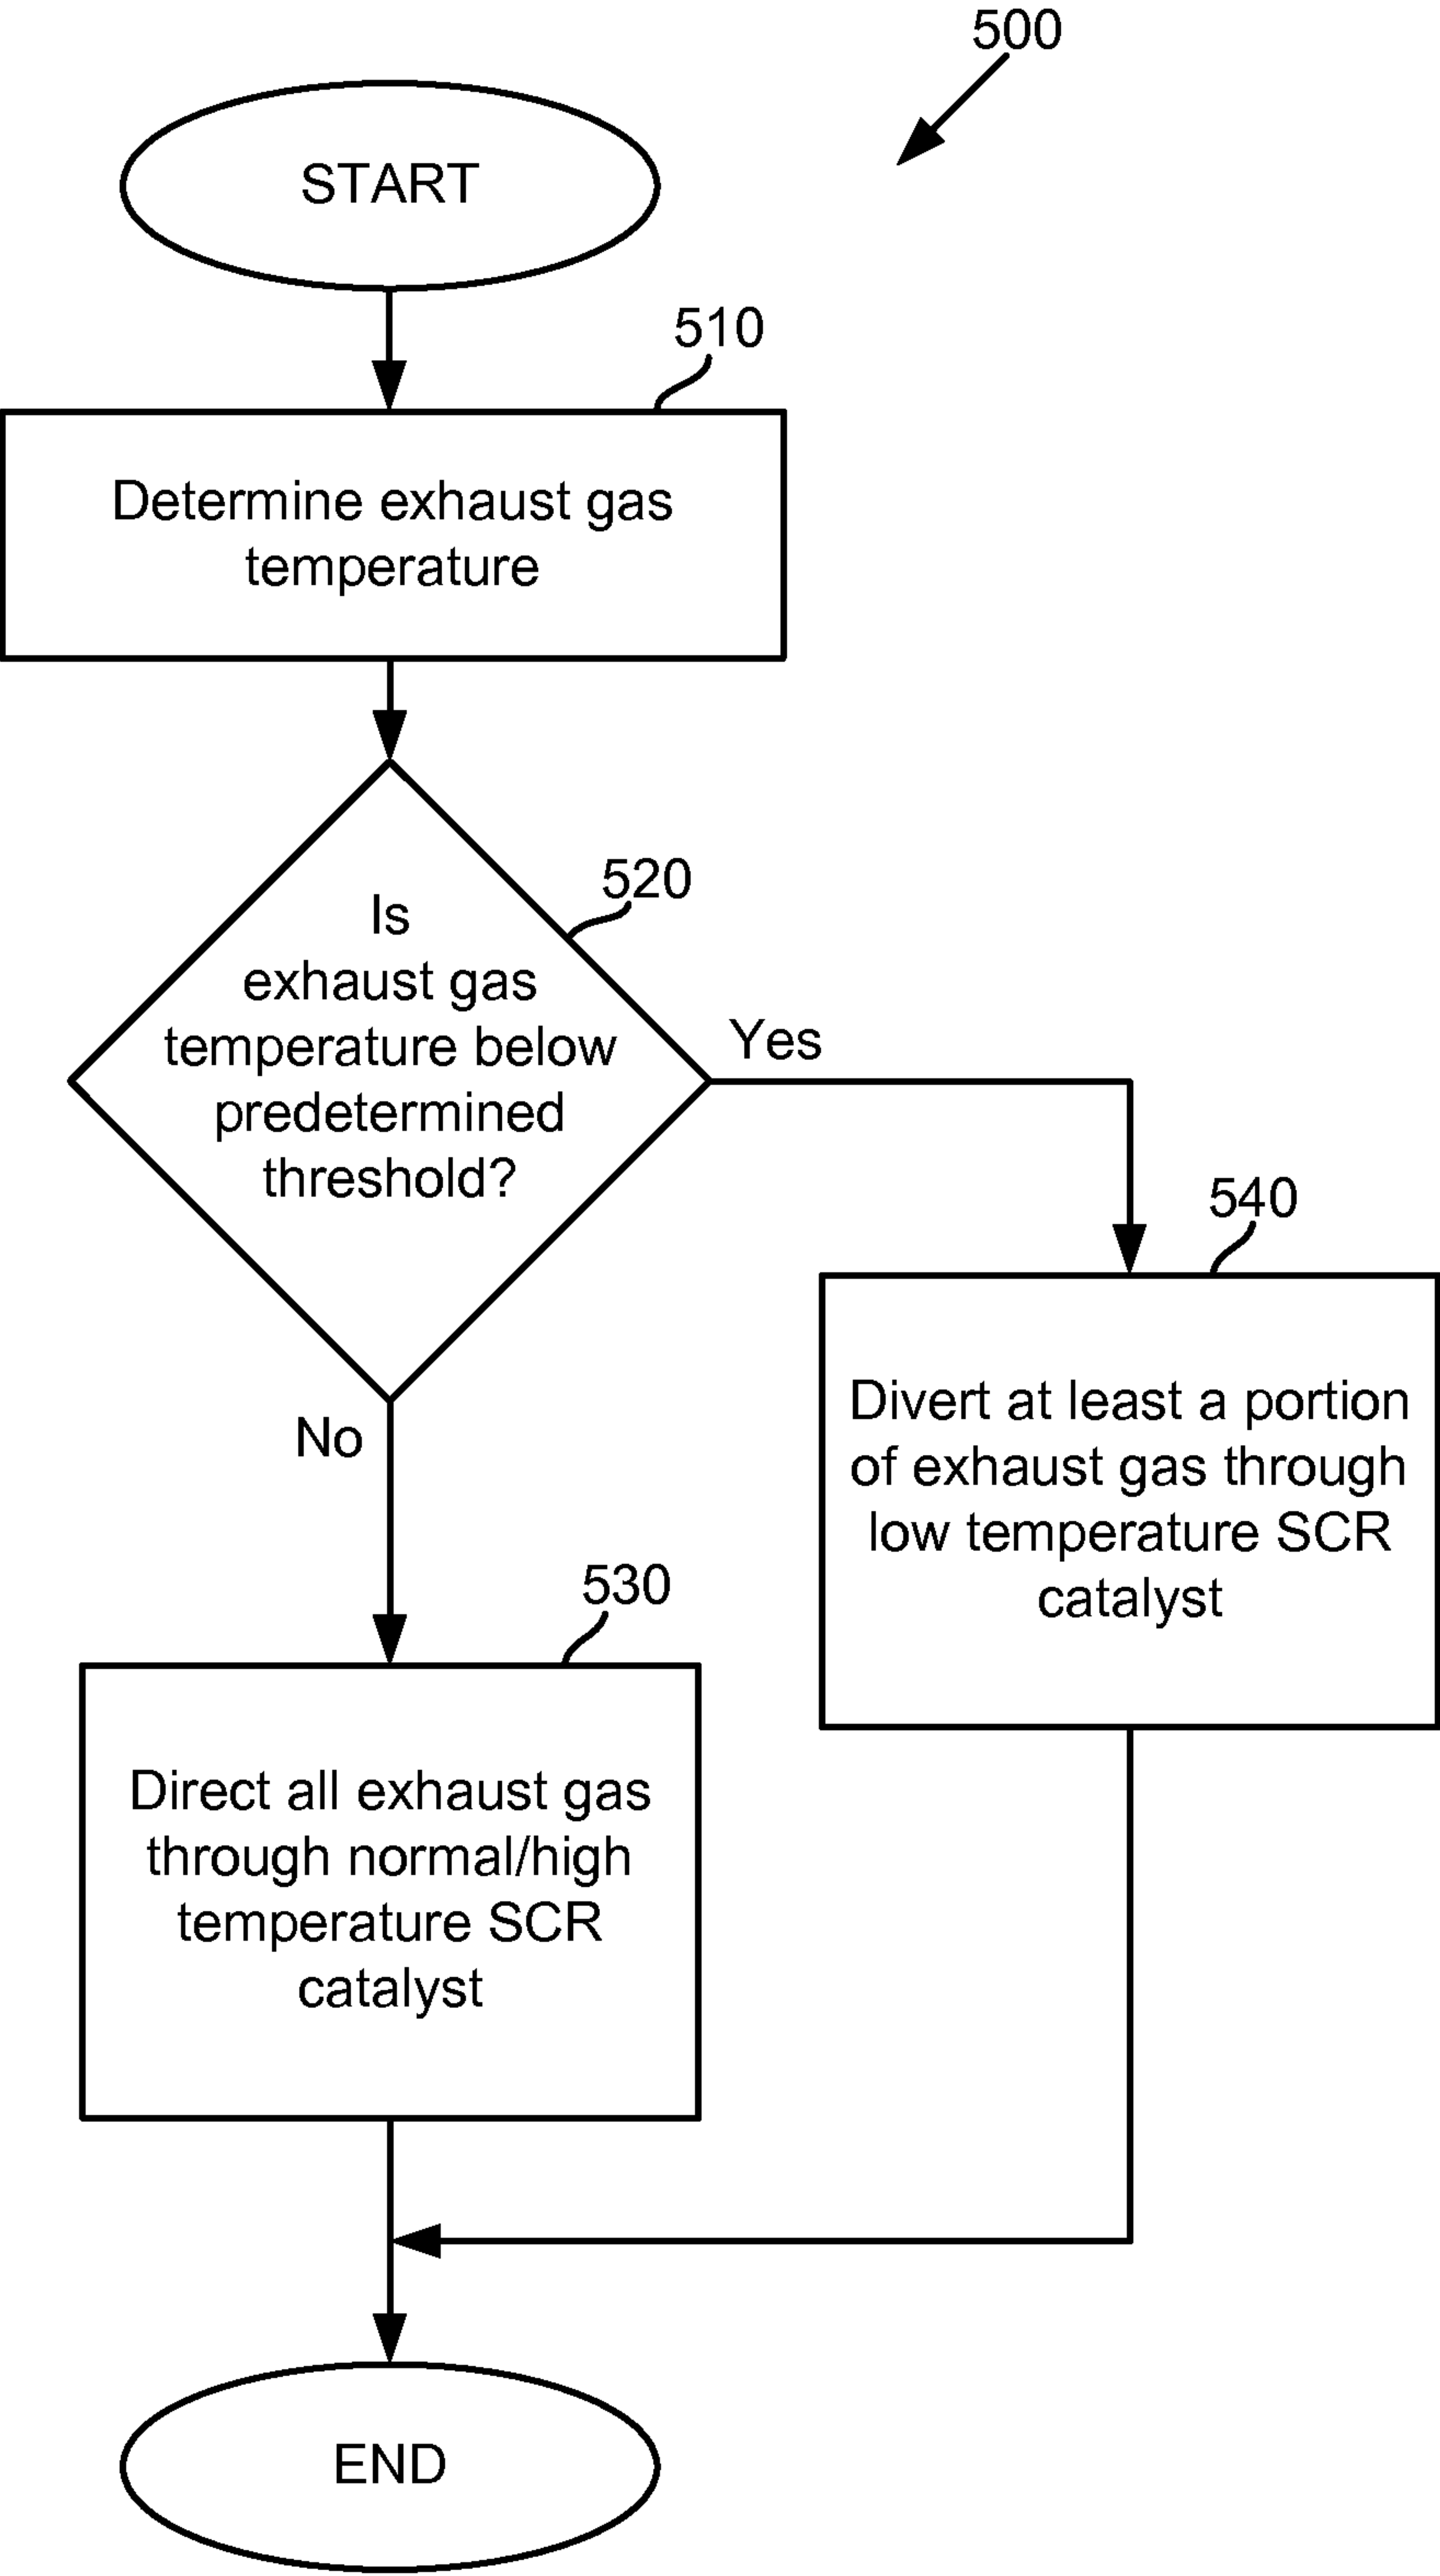 500
START
510
Determine exhaust gas
temperature
520
Is
exhaust gas
temperature below
predetermined
threshold?
Yes
No
540
Divert at least a portion
of exhaust gas through
low temperature SCR
catalyst
530
Direct all exhaust gas
through normal/high
temperature SCR
catalyst
END